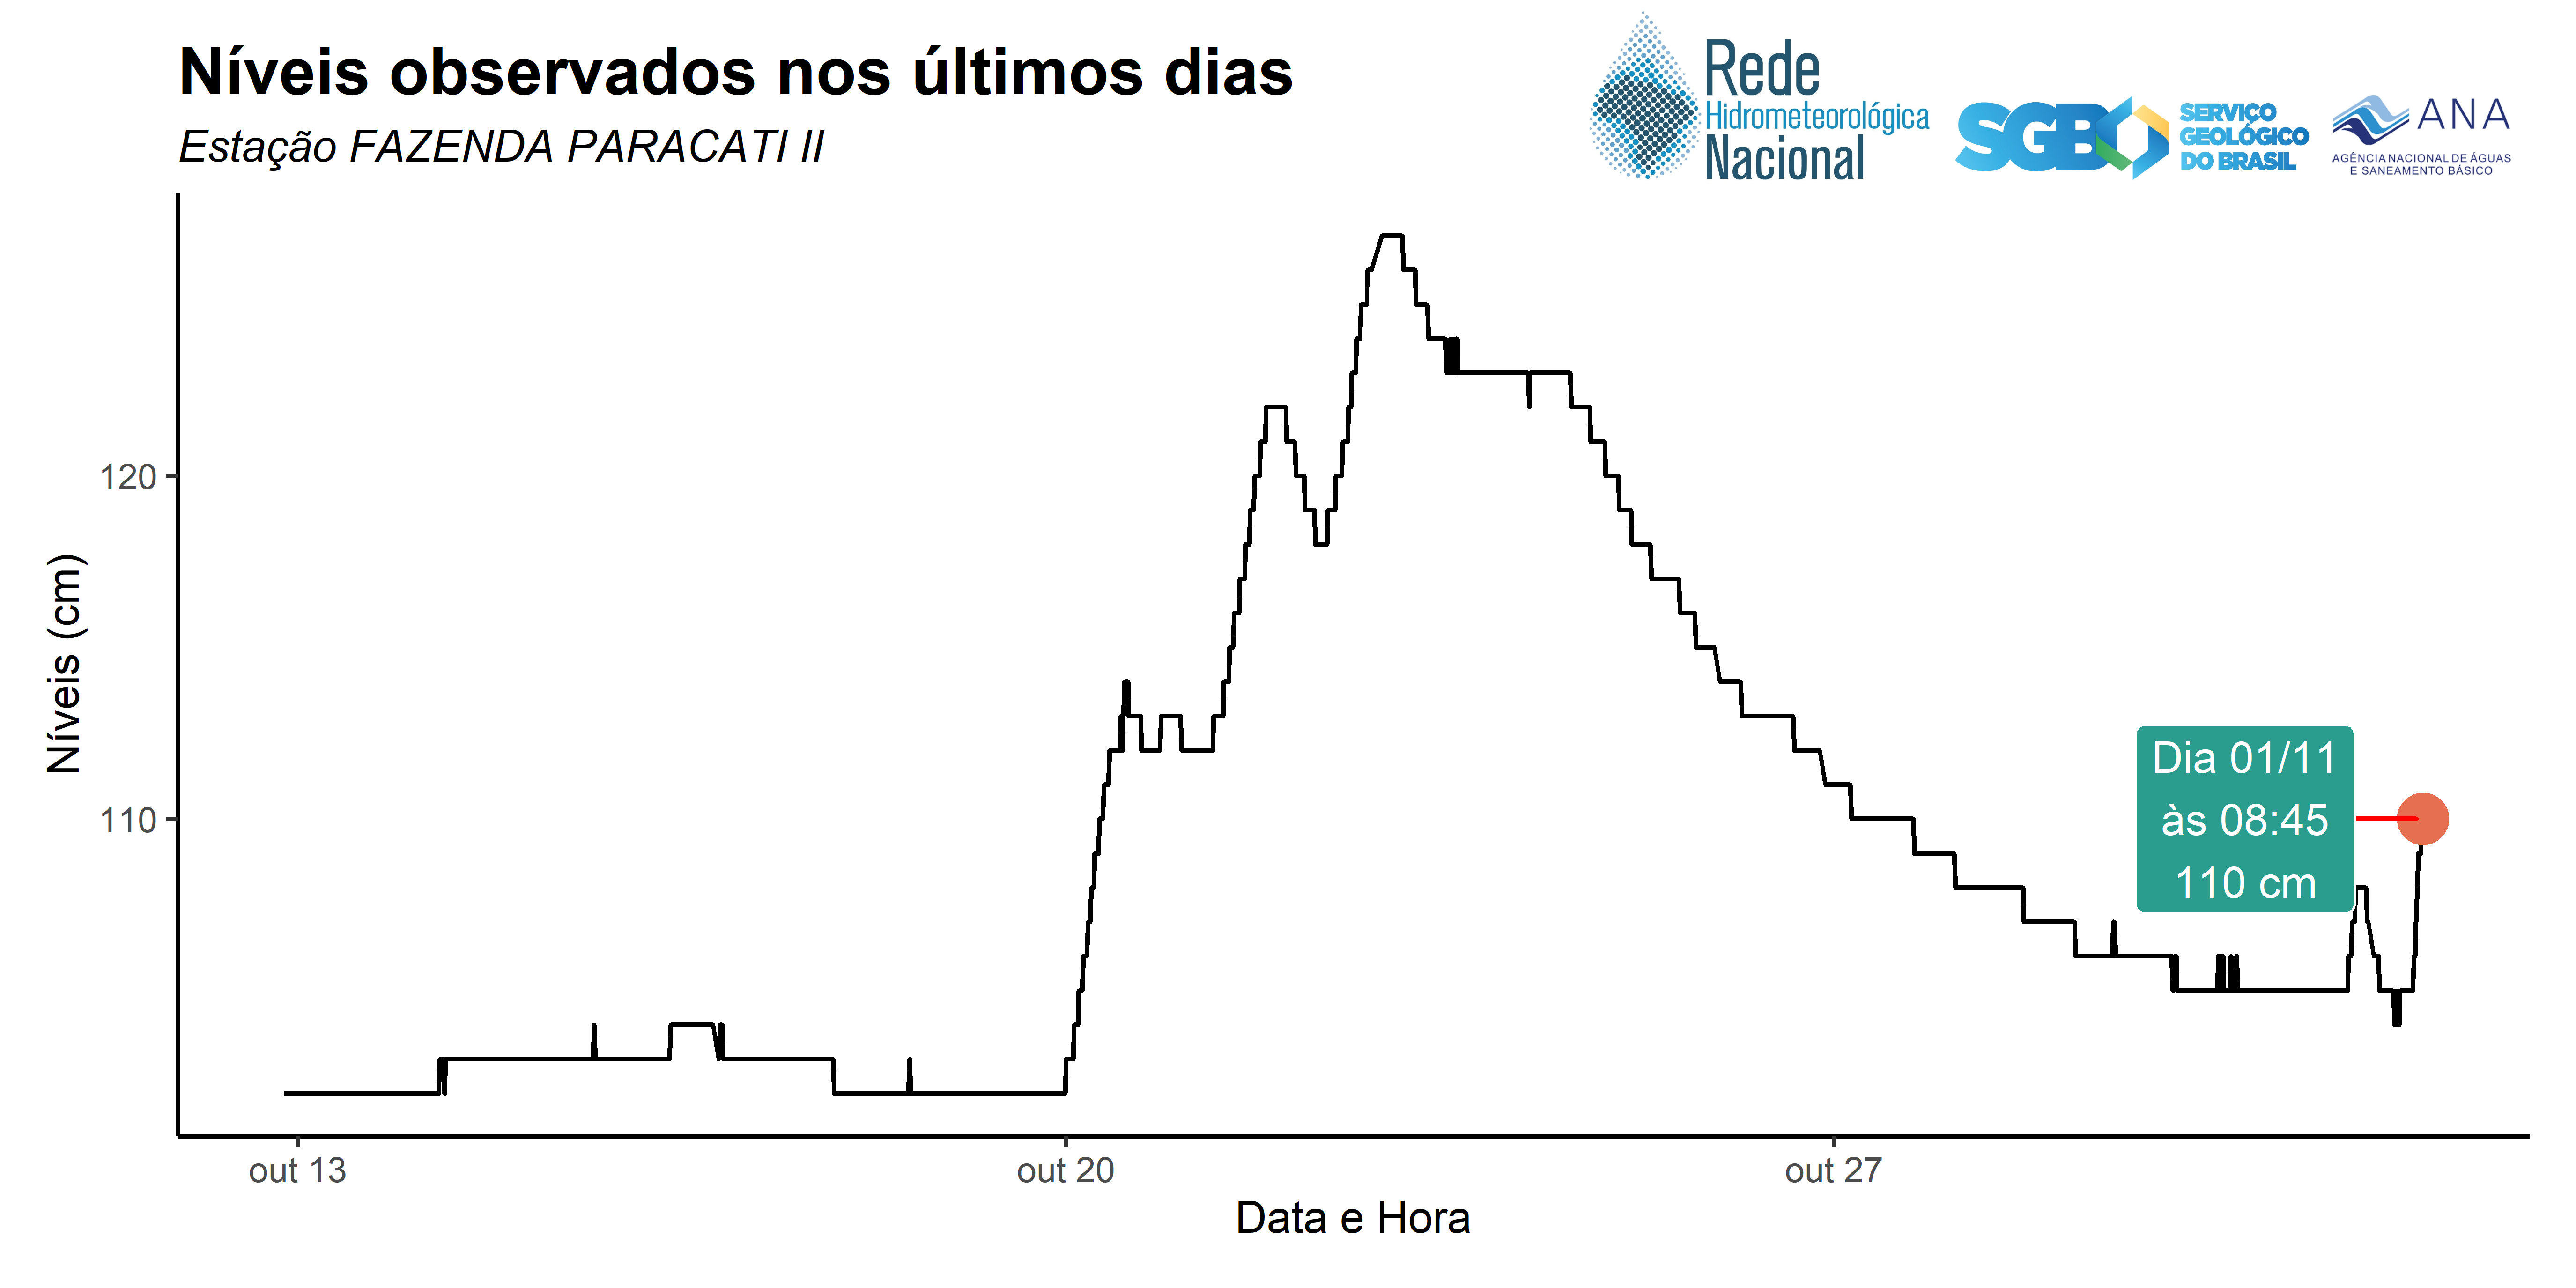 Níveis observados nos últimos dias
Estação FAZENDA PARACATI II
Rede
Hidrometeorológica
Nacional
SGB
SERVIÇO
GEOLÓGICO
DO BRASIL
ANA
AGÊNCIA NACIONAL DE ÁGUAS
E SANEAMENTO BÁSICO
Níveis (cm)
120
110
Dia 01/11
às 08:45
110 cm
out 13
out 20
out 27
Data e Hora